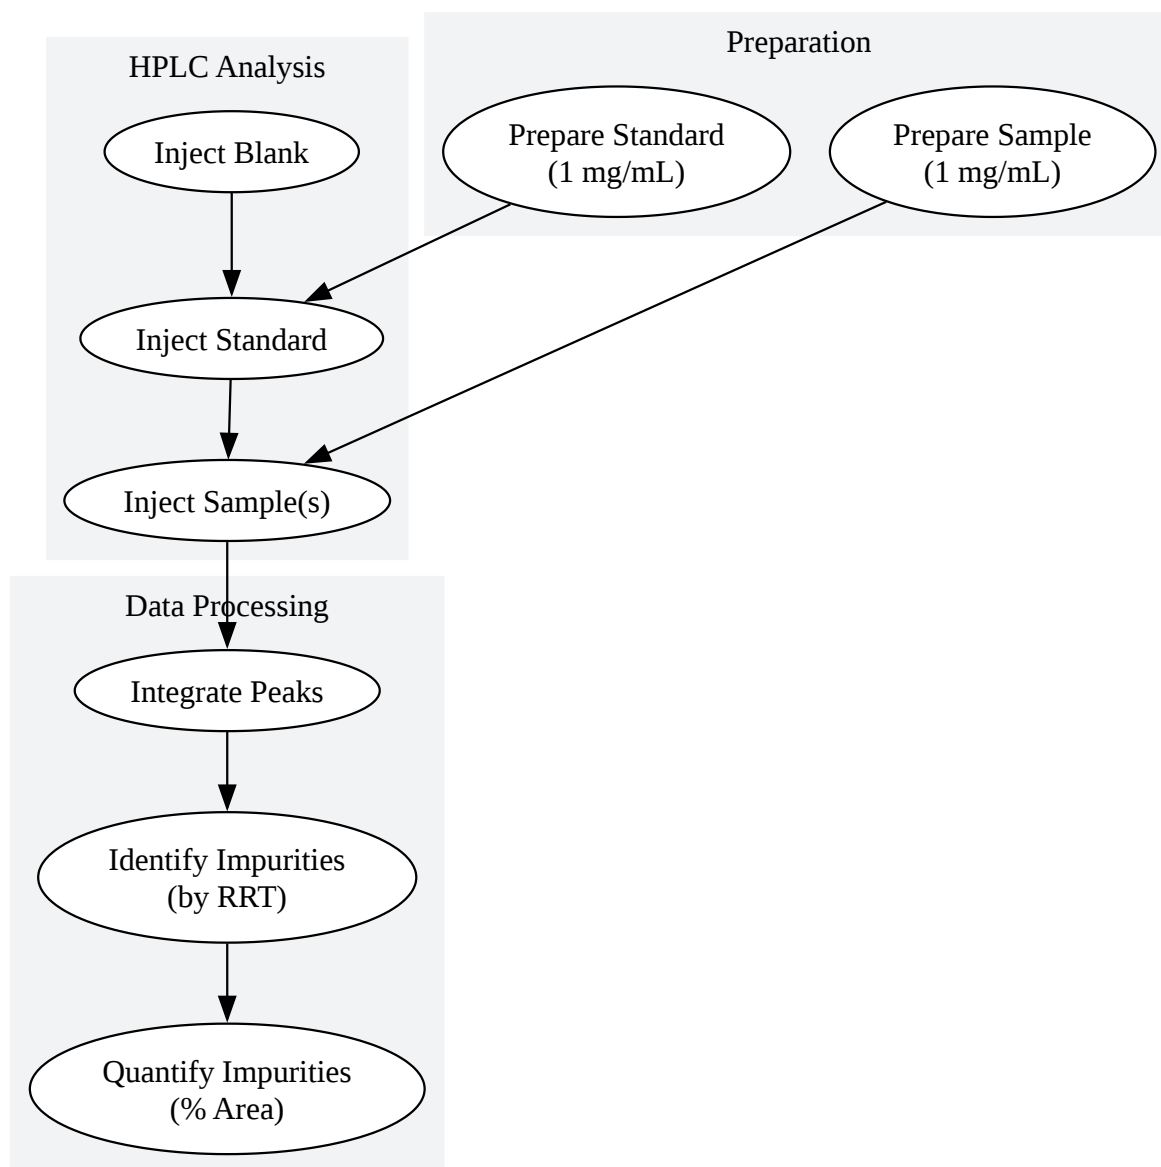 Preparation
HPLC Analysis
Prepare Standard
(1 mg/mL)
Prepare Sample
(1 mg/mL)
Inject Blank
Inject Standard
Inject Sample(s)
Data Processing
Integrate Peaks
Identify Impurities
(by RRT)
Quantify Impurities
(% Area)